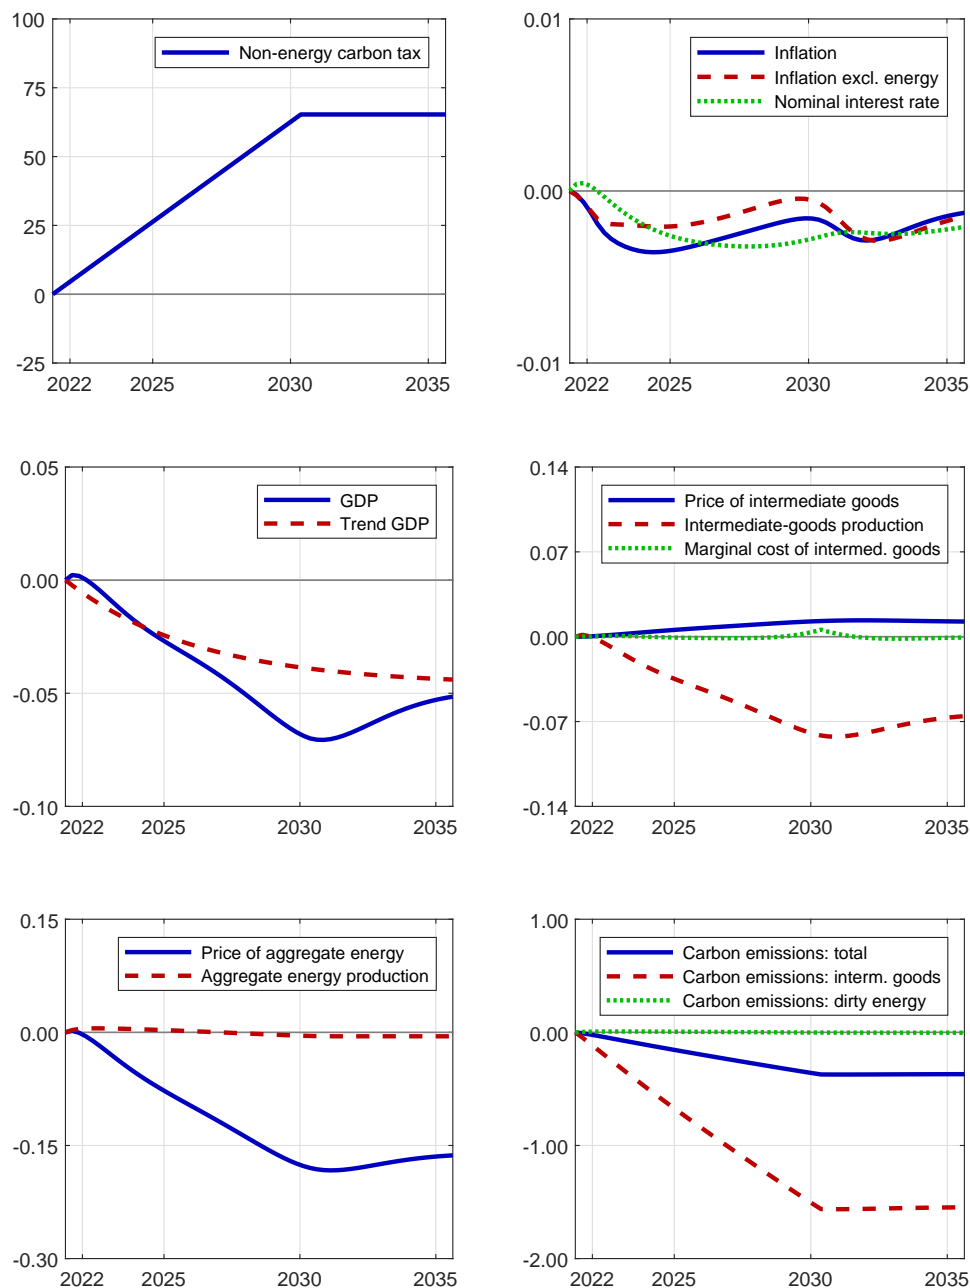 100
75
50
25
0
-25
2022 2025 2030 2035
Non-energy carbon tax
0.01
0.00
-0.01
2022 2025 2030 2035
Inflation
Inflation excl. energy
Nominal interest rate
0.05
0.00
-0.05
-0.10
2022 2025 2030 2035
GDP
Trend GDP
0.14
0.07
0.00
-0.07
-0.14
2022 2025 2030 2035
Price of intermediate goods
Intermediate-goods production
Marginal cost of intermed. goods
0.15
0.00
-0.15
-0.30
2022 2025 2030 2035
Price of aggregate energy
Aggregate energy production
1.00
0.00
-1.00
-2.00
2022 2025 2030 2035
Carbon emissions: total
Carbon emissions: interm. goods
Carbon emissions: dirty energy